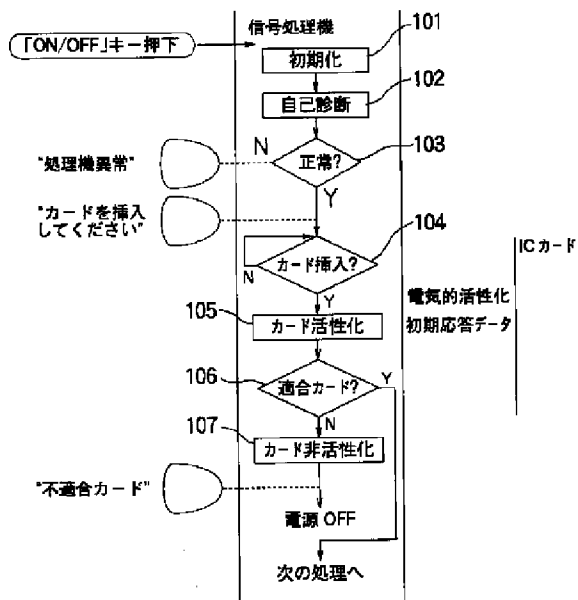 信号処理機
101
「ON/OFF」キー押下
初期化
102
自己診断
N
正常?
103
"処理機異常"
Y
"カードを挿入
してください"
104
カード挿入?
ICカード
N
Y
電気的活性化
105
カード活性化
初期応答データ
106
適合カード?
Y
N
107
カード非活性化
"不適合カード"
電源 OFF
次の処理へ